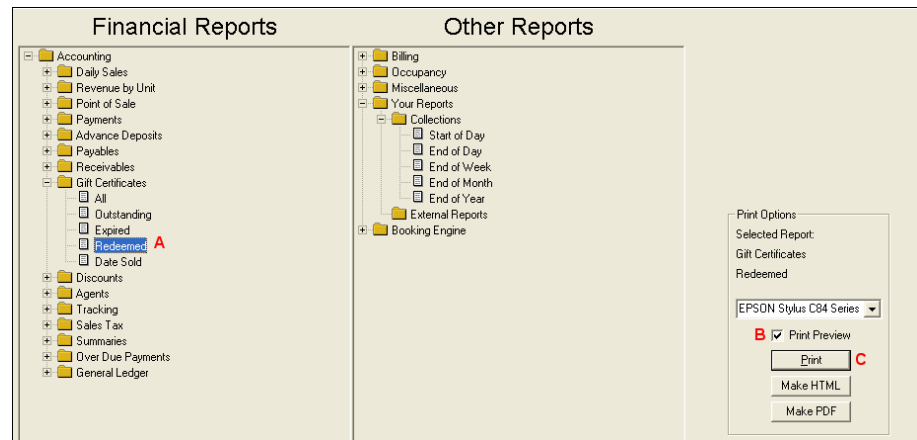 Financial Reports
Accounting
Daily Sales
Revenue by Unit
Point of Sale
Payments
Advance Deposits
Payables
Receivables
Gift Certificates
All
Outstanding
Expired
Redeemed A
Date Sold
Discounts
Agents
Tracking
Sales Tax
Summaries
Over Due Payments
General Ledger
Other Reports
Billing
Occupancy
Miscellaneous
Your Reports
Collections
Start of Day
End of Day
End of Week
End of Month
End of Year
External Reports
Booking Engine
Print Options
Selected Report:
Gift Certificates
Redeemed
EPSON Stylus C84 Series
B Print Preview
Print C
Make HTML
Make PDF